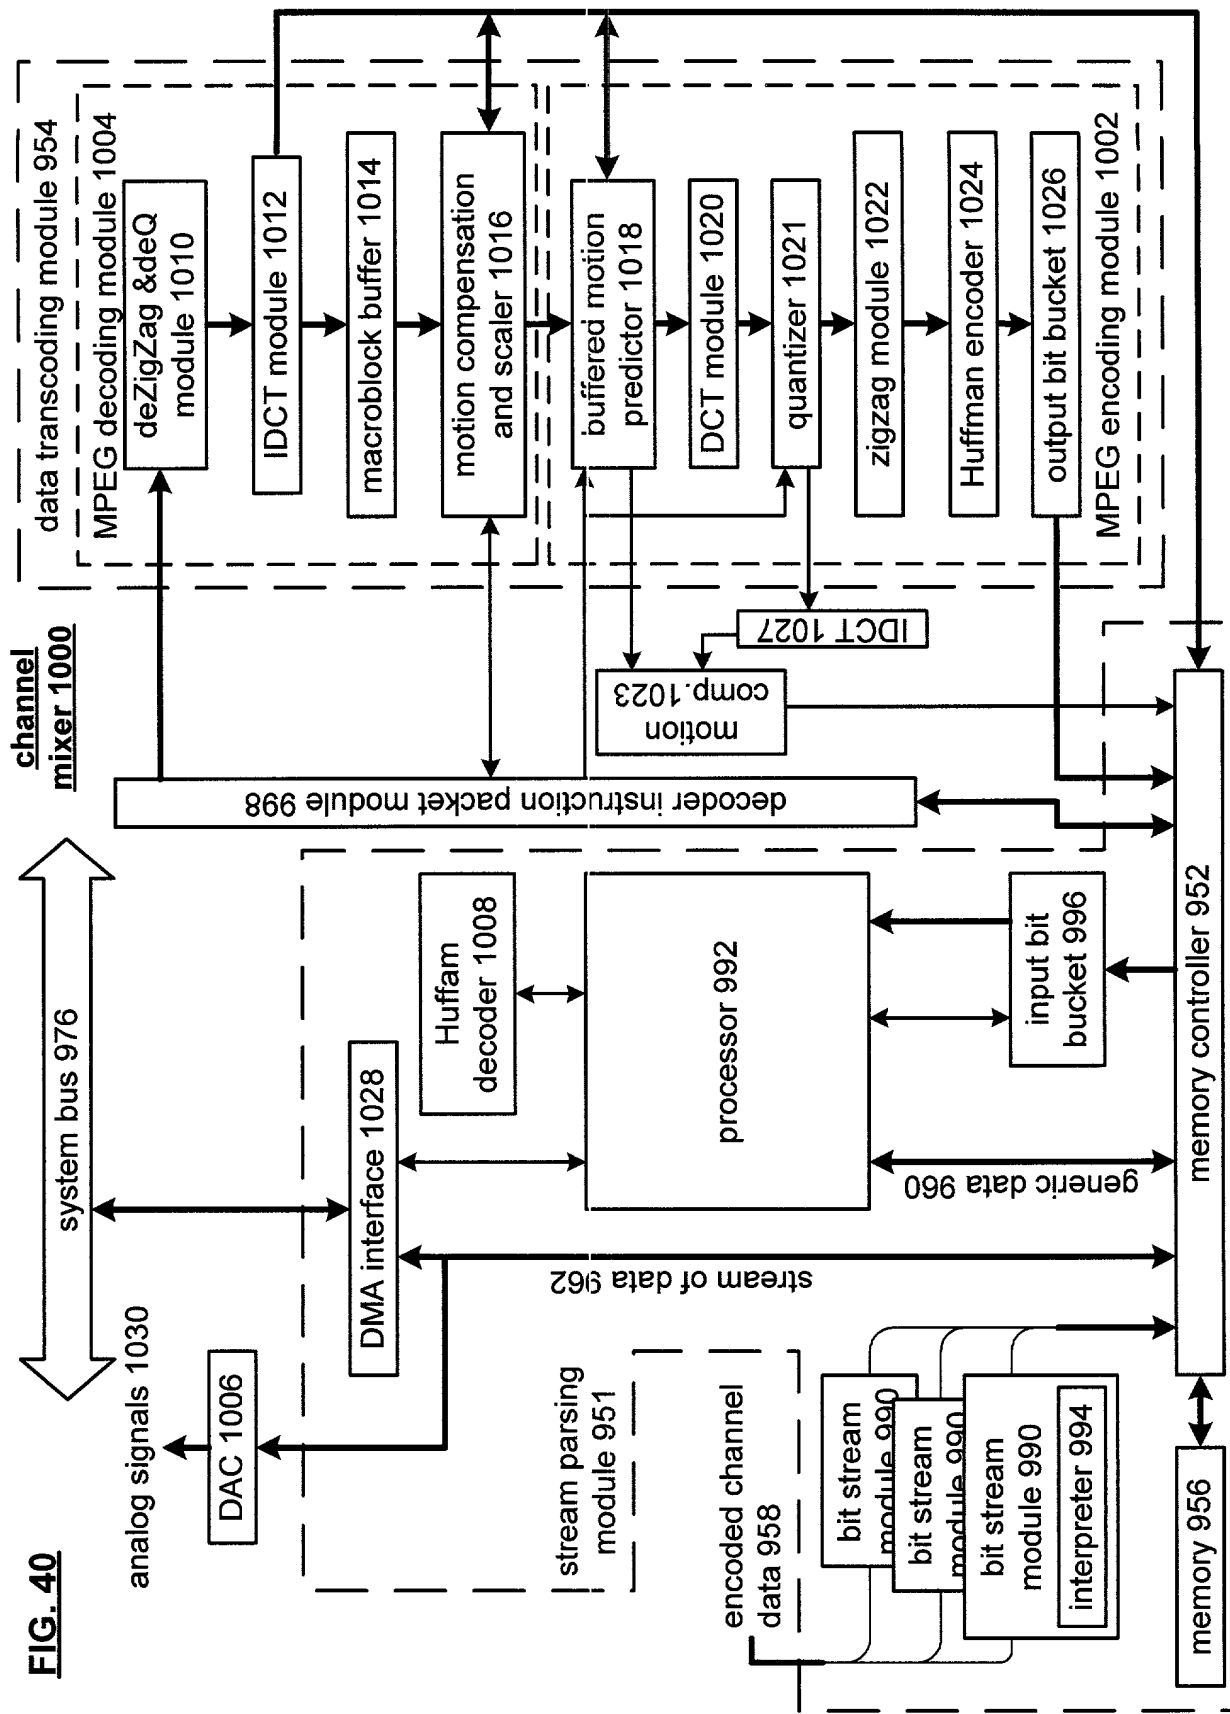 FIG. 40
channel
mixer 1000
system bus 976
analog signals 1030
DAC 1006
DMA interface 1028
stream parsing
module 951
encoded channel
data 958
bit stream
module 990
bit stream
module 990
bit stream
module 990
interpreter 994
memory 956
memory controller 952
stream of data 962
generic data 960
Huffam
decoder 1008
processor 992
input bit
bucket 996
decoder instruction packet module 998
motion
comp.1023
IDCT 1027
data transcoding module 954
MPEG decoding module 1004
deZigZag &deQ
module 1010
IDCT module 1012
macroblock buffer 1014
motion compensation
and scaler 1016
buffered motion
predictor 1018
DCT module 1020
quantizer 1021
zigzag module 1022
Huffman encoder 1024
output bit bucket 1026
MPEG encoding module 1002